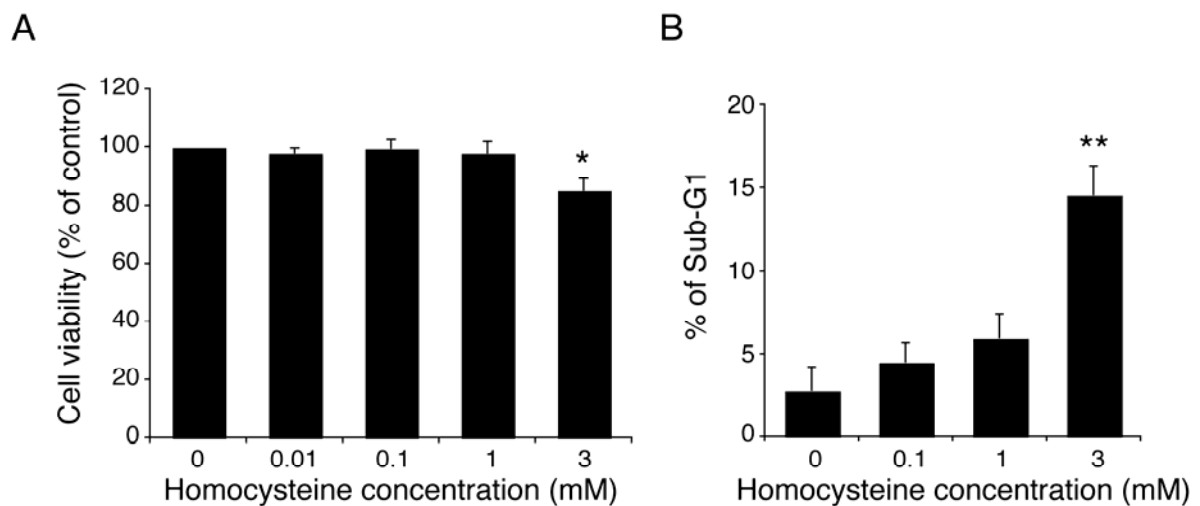 A
Cell viability (% of control)
120
100
80
60
40
20
0
*
0 0.01 0.1 1 3
Homocysteine concentration (mM)
B
% of Sub-G1
20
15
10
5
0
**
0 0.1 1 3
Homocysteine concentration (mM)